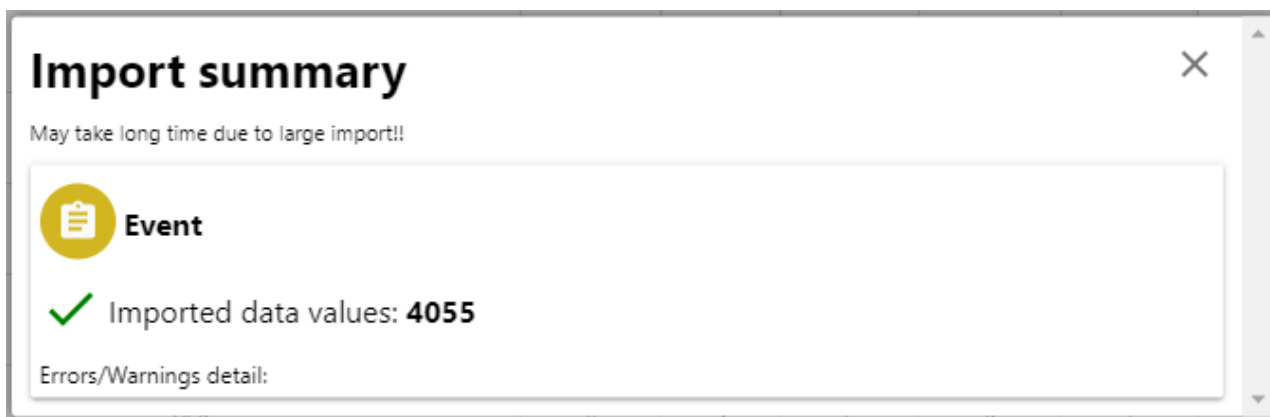 Import summary
May take long time due to large import!!
Event
Imported data values: 4055
Errors/Warnings detail: